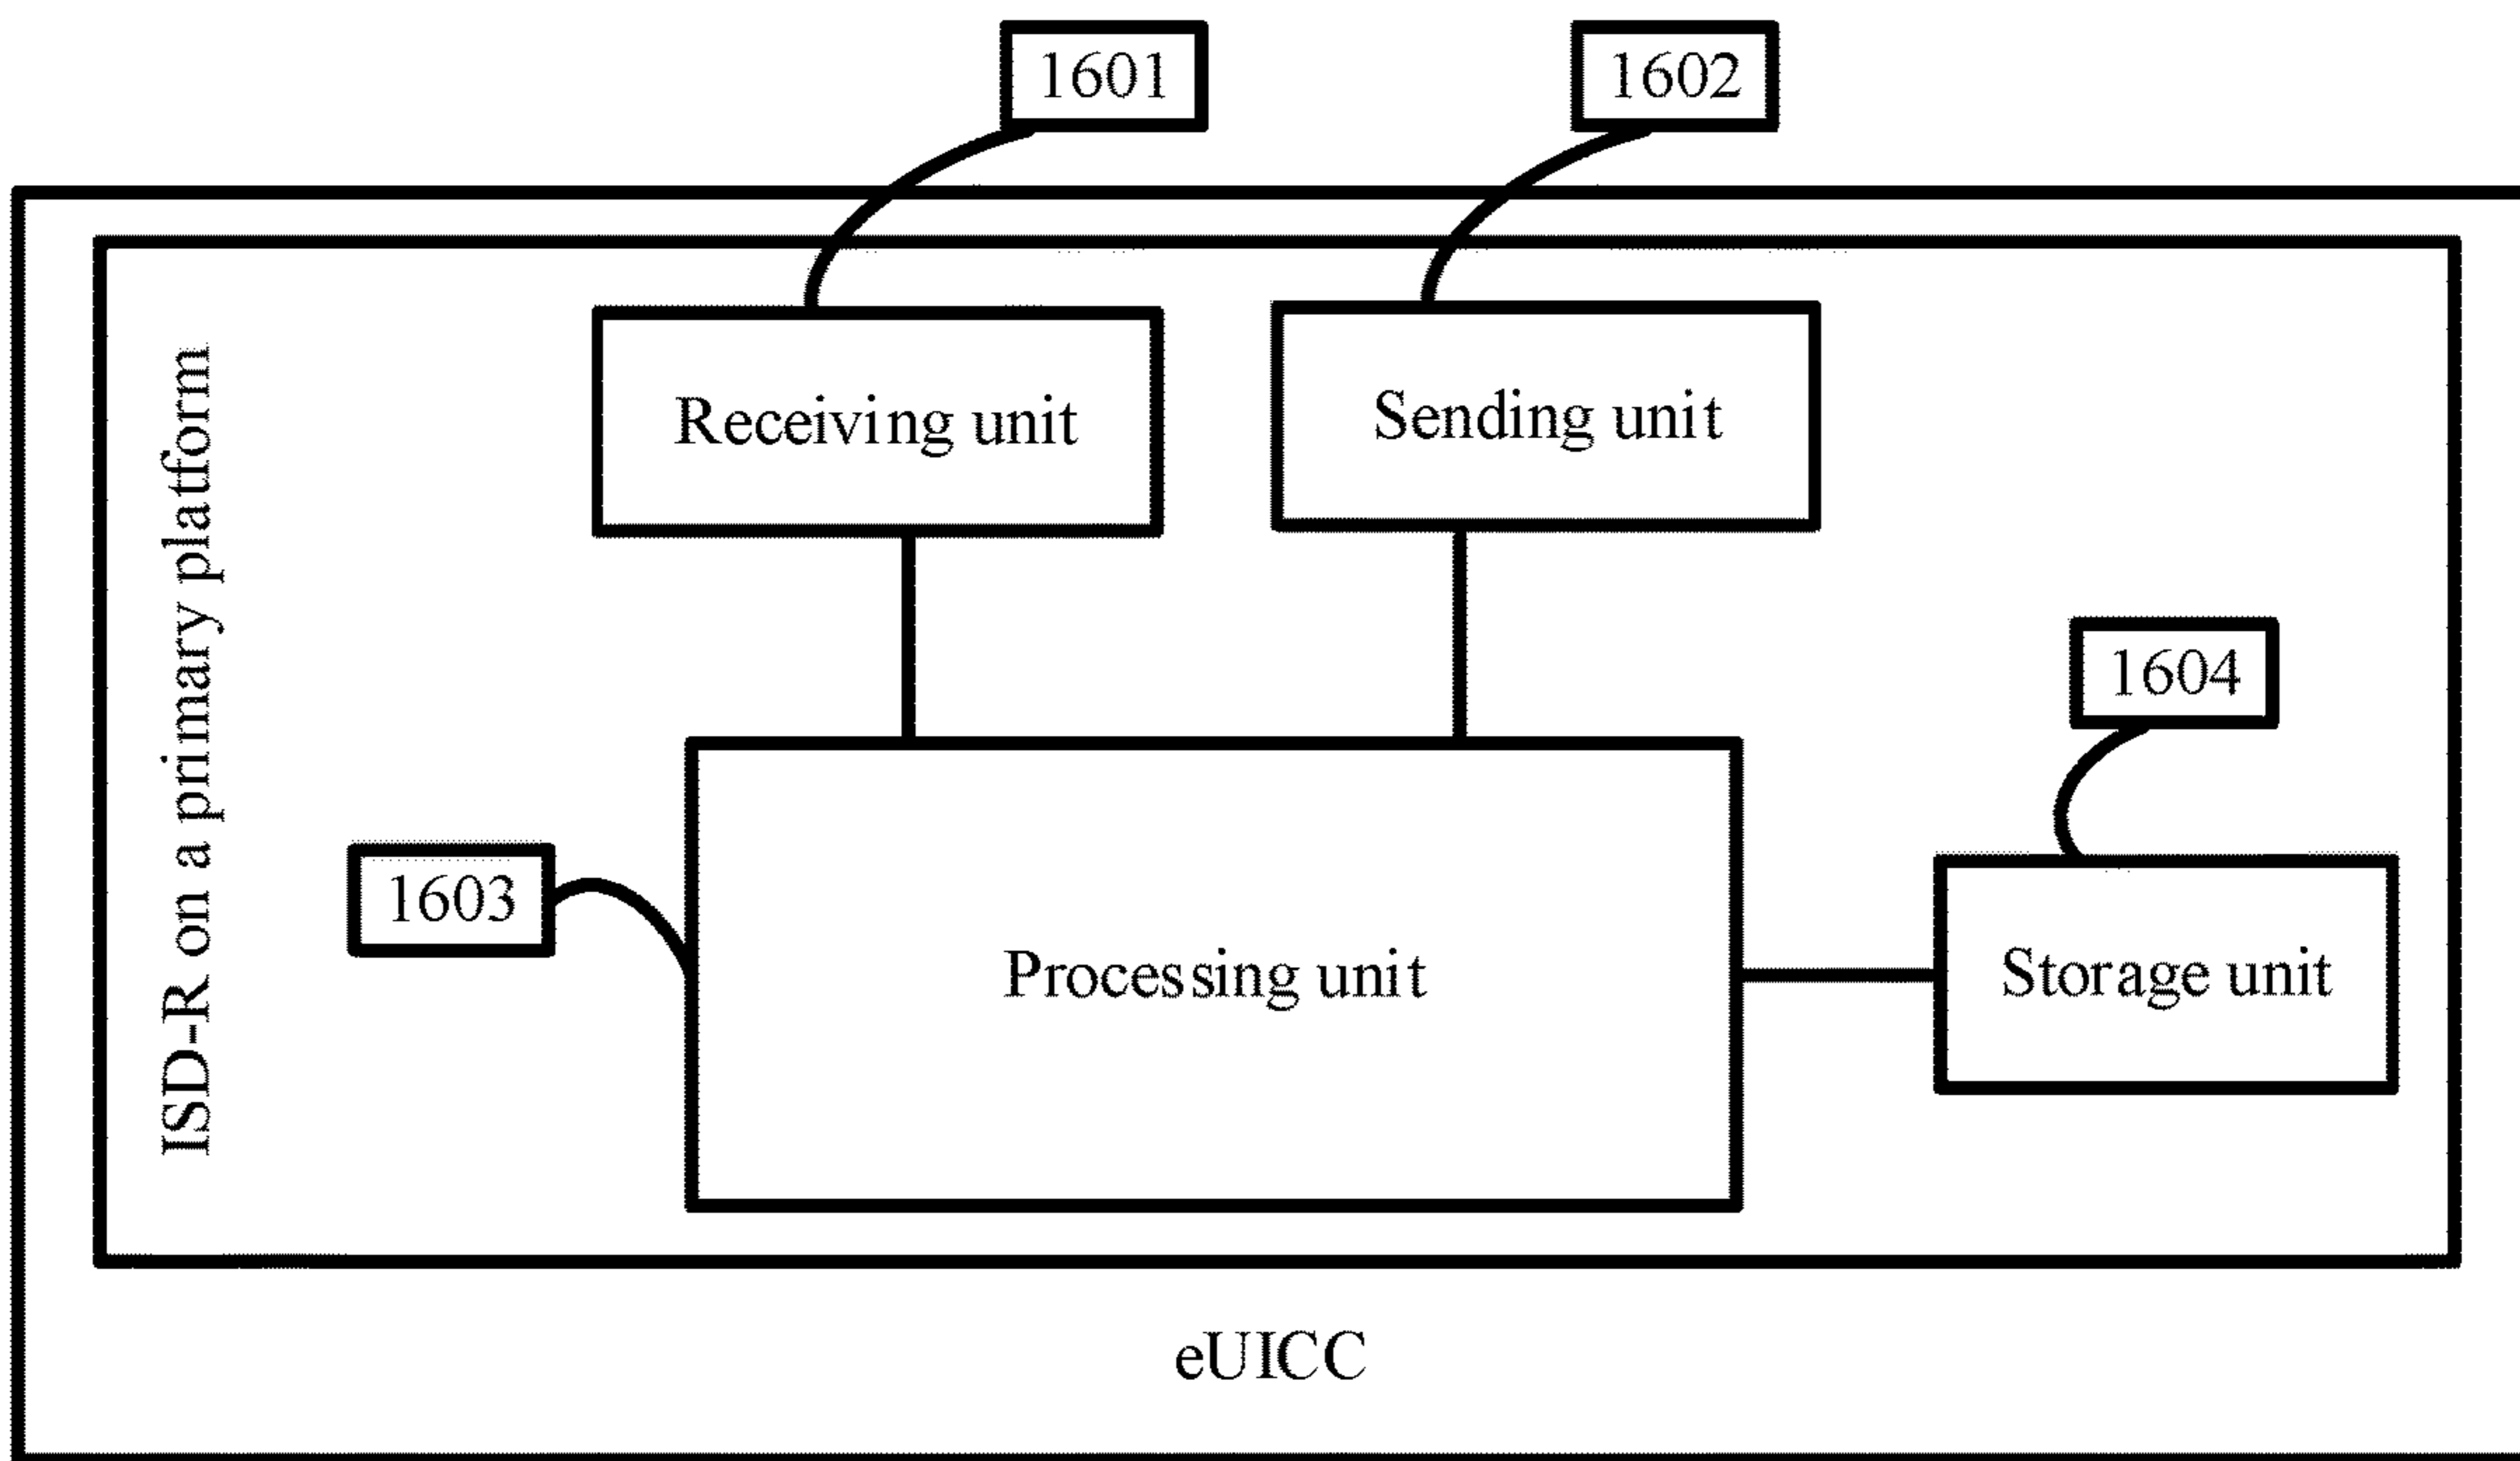 1601
1602
Receiving unit
Sending unit
ISD-R on a primary platform
1604
1603
Processing unit
Storage unit
eUICC